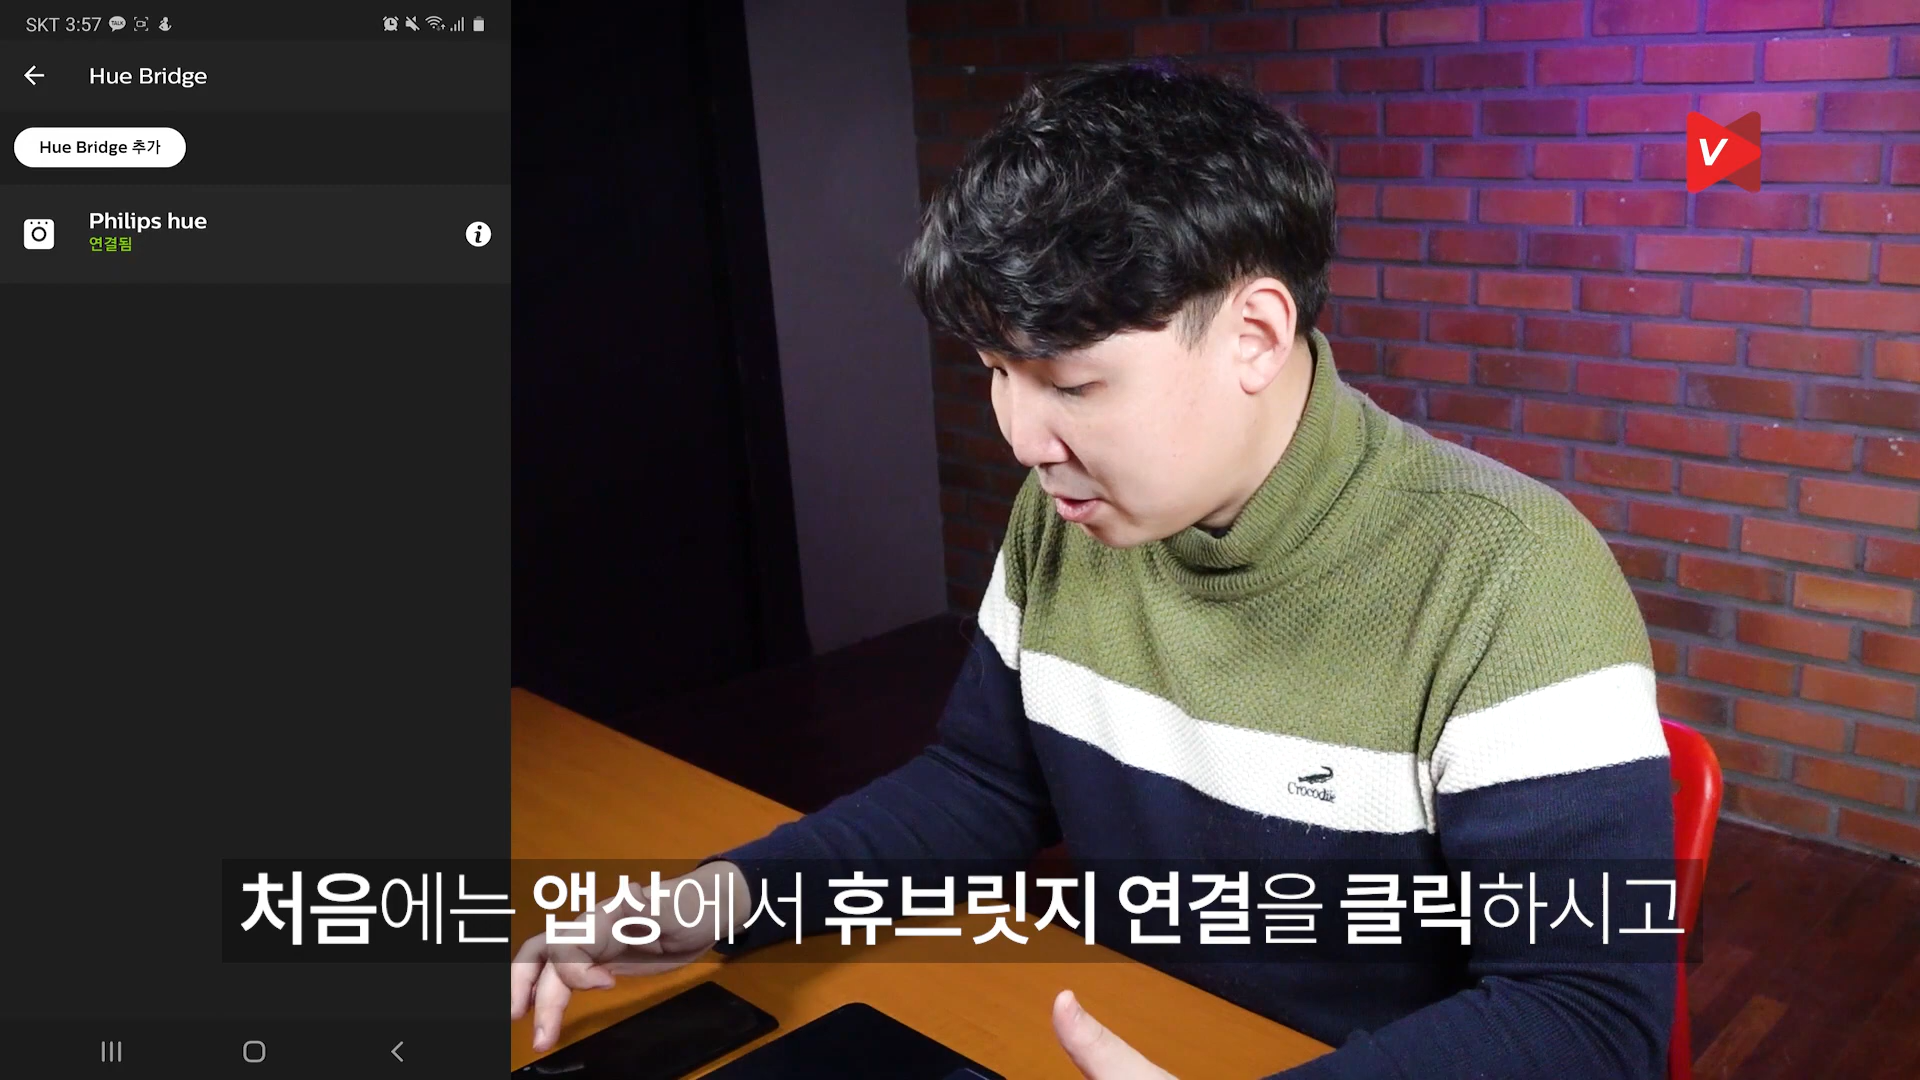 SKT 3:57
TALK
Hue Bridge
Hue Bridge 추가
Philips hue
연결됨
i
V
Crocodile
처음에는 앱상에서 휴브릿지 연결을 클릭하시고